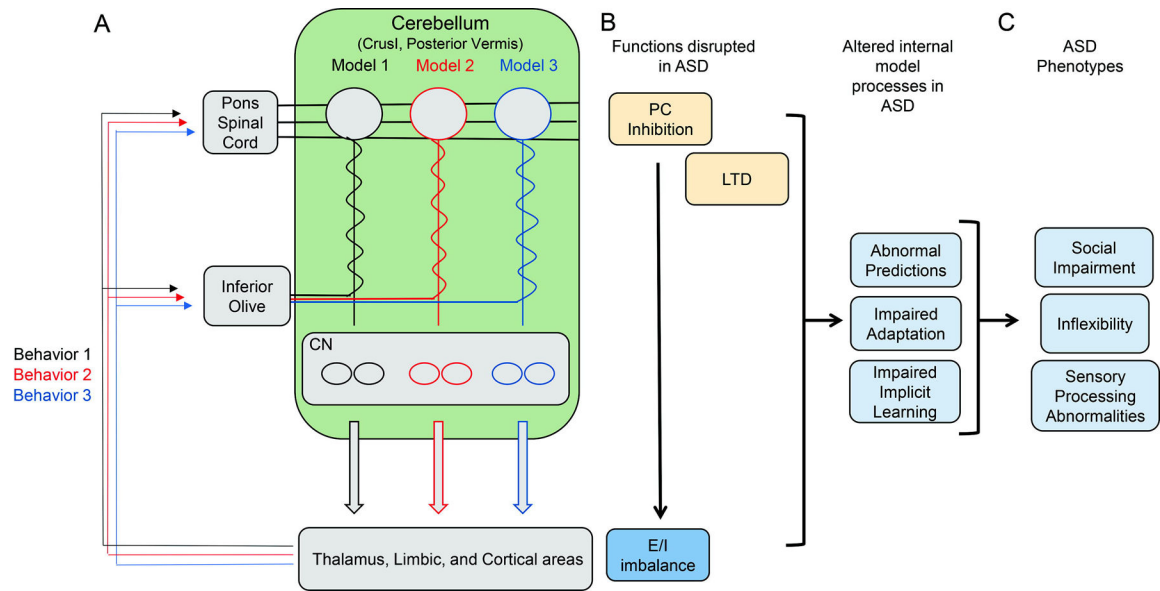 A
Cerebellum
(CrusI, Posterior Vermis)
Model 1 Model 2 Model 3
Pons
Spinal
Cord
Inferior
Olive
CN
Behavior 1
Behavior 2
Behavior 3
Thalamus, Limbic, and Cortical areas
B
Functions disrupted
in ASD
PC
Inhibition
LTD
E/I
imbalance
Altered internal
model
processes in
ASD
Abnormal
Predictions
Impaired
Adaptation
Impaired
Implicit
Learning
C
ASD
Phenotypes
Social
Impairment
Inflexibility
Sensory
Processing
Abnormalities